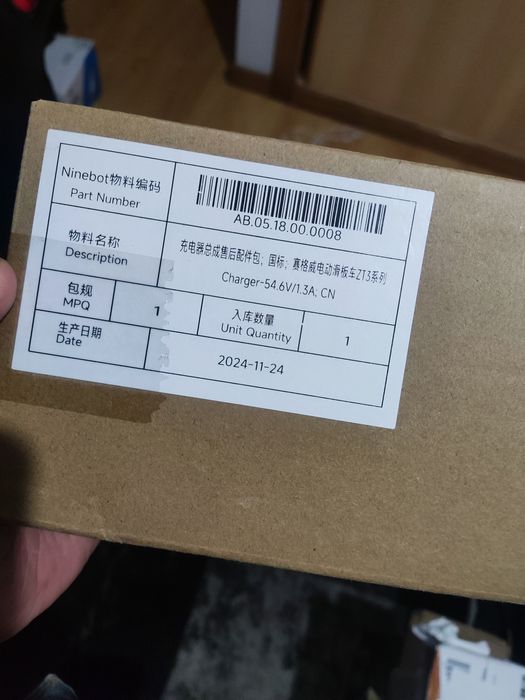 Ninebot物料编码
Part Number
AB.05.18.00.0008
物料名称
Description
充电器总成售后配件包; 国标; 赛格威电动滑板车ZT3系列
Charger-54.6V/1.3A; CN
包规
MPQ
1
入库数量
Unit Quantity
1
生产日期
Date
2024-11-24